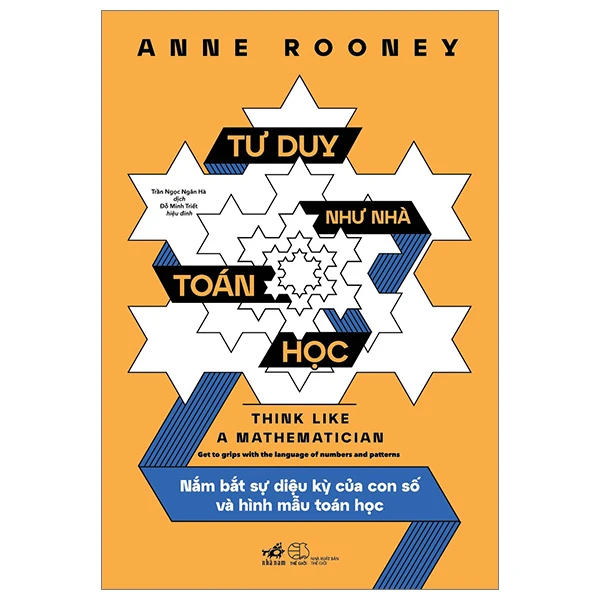 ANNE ROONEY
TƯ DUY
Trần Ngọc Ngân Hà
dịch
Đỗ Minh Triết
hiệu đính
NHƯ NHÀ
TOÁN
HỌC
THINK LIKE
A MATHEMATICIAN
Get to grips with the language of numbers and patterns
Nắm bắt sự diệu kỳ của con số
và hình mẫu toán học
nhã nam
THẾ GIỚI
NHÀ XUẤT BẢN
THẾ GIỚI